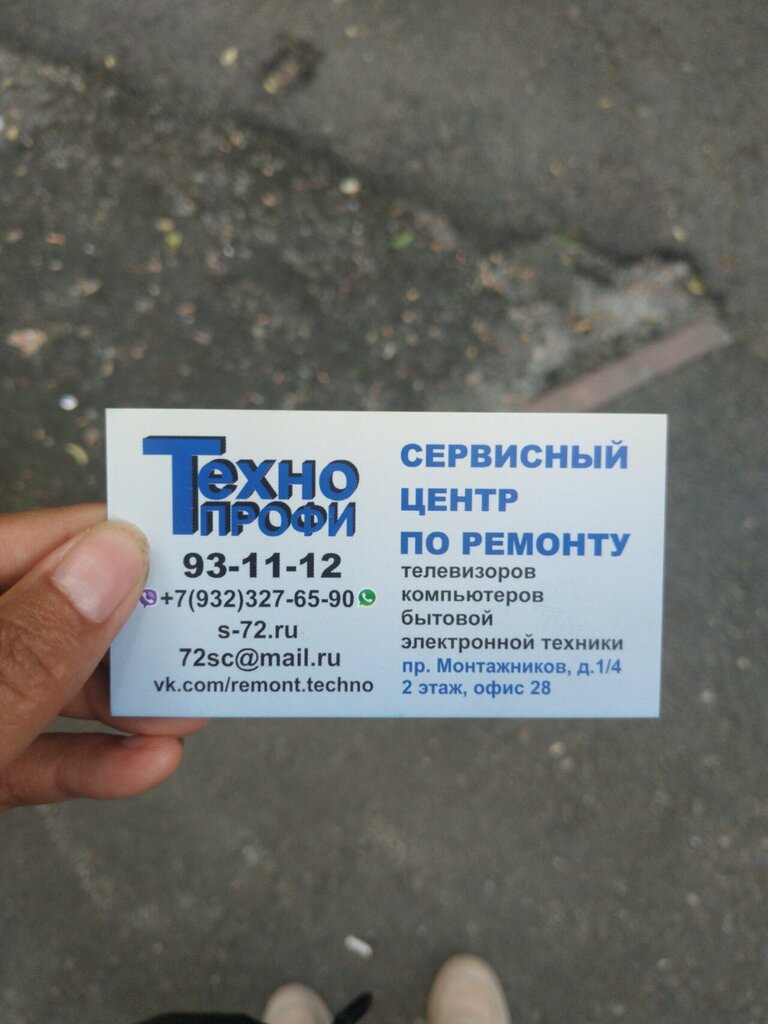 Техно
ПРОФИ
93-11-12
+7(932)327-65-90
s-72.ru
72sc@mail.ru
vk.com/remont.techno
СЕРВИСНЫЙ
ЦЕНТР
ПО РЕМОНТУ
телевизоров
компьютеров
бытовой
электронной техники
пр. Монтажников, д.1/4
2 этаж, офис 28